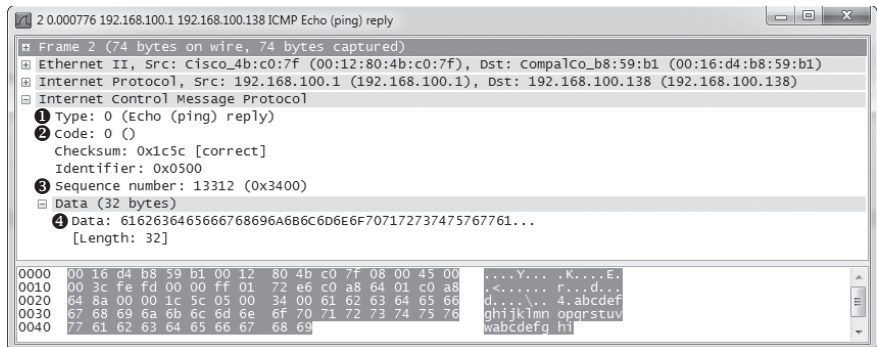 2 0.000776 192.168.100.1 192.168.100.138 ICMP Echo (ping) reply
Frame 2 (74 bytes on wire, 74 bytes captured)
Ethernet II, Src: Cisco_4b:c0:7f (00:12:80:4b:c0:7f), Dst: CompalCo_b8:59:b1 (00:16:d4:b8:59:b1)
Internet Protocol, Src: 192.168.100.1 (192.168.100.1), Dst: 192.168.100.138 (192.168.100.138)
Internet Control Message Protocol
❶ Type: 0 (Echo (ping) reply)
❷ Code: 0 ()
Checksum: 0x1c5c [correct]
Identifier: 0x0500
❸ Sequence number: 13312 (0x3400)
Data (32 bytes)
❹ Data: 6162636465666768696A6B6C6D6E6F707172737475767761...
[Length: 32]
0000 00 16 d4 b8 59 b1 00 12 80 4b c0 7f 08 00 45 00 ....Y... .K....E.
0010 00 3c fe fd 00 00 ff 01 72 e6 c0 a8 64 01 c0 a8 .<...... r...d...
0020 64 8a 00 00 1c 5c 05 00 34 00 61 62 63 64 65 66 d....\.. 4.abcdef
0030 67 68 69 6a 6b 6c 6d 6e 6f 70 71 72 73 74 75 76 ghijklmn opqrstuv
0040 77 61 62 63 64 65 66 67 68 69 wabcdefg hi